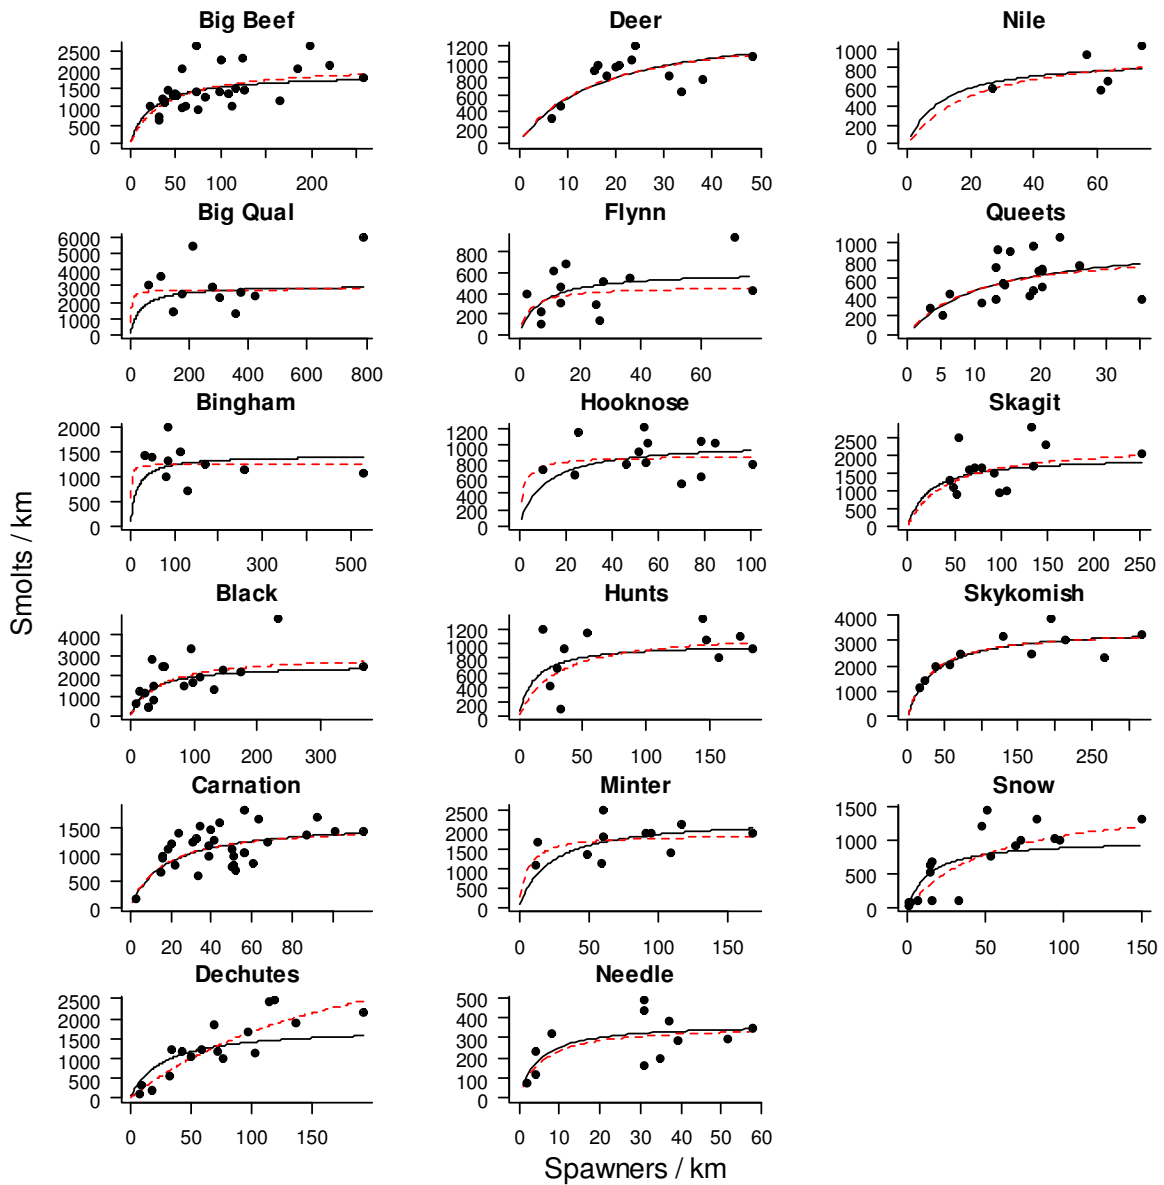 Big Beef
Deer
Nile
2500
2000
1500
1000
500
0
0 50 100 200
1200
1000
800
600
400
200
0
0 10 20 30 40 50
1000
800
600
400
200
0
0 20 40 60
Big Qual
Flynn
Queets
6000
5000
4000
3000
2000
1000
0
0 200 400 600 800
800
600
400
200
0
0 20 40 60
1000
800
600
400
200
0
0 5 10 20 30
Bingham
Hooknose
Skagit
2000
1500
1000
500
0
0 100 300 500
1200
1000
800
600
400
200
0
0 20 40 60 80 100
2500
2000
1500
1000
500
0
0 50 100 150 200 250
Smolts / km
Black
Hunts
Skykomish
4000
3000
2000
1000
0
0 100 200 300
1200
1000
800
600
400
200
0
0 50 100 150
4000
3000
2000
1000
0
0 50 150 250
Carnation
Minter
Snow
1500
1000
500
0
0 20 40 60 80
2500
2000
1500
1000
500
0
0 50 100 150
1500
1000
500
0
0 50 100 150
Dechutes
Needle
2500
2000
1500
1000
500
0
0 50 100 150
500
400
300
200
100
0
0 10 20 30 40 50 60
Spawners / km